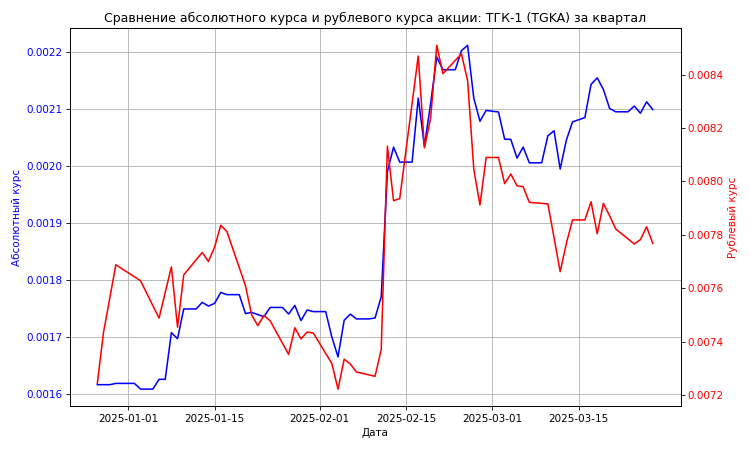 Сравнение абсолютного курса и рублевого курса акции: ТГК-1 (TGKA) за квартал
0.0022
0.0021
0.0020
0.0019
0.0018
0.0017
0.0016
Абсолютный курс
0.0084
0.0082
0.0080
0.0078
0.0076
0.0074
0.0072
Рублевый курс
2025-01-01 2025-01-15 2025-02-01 2025-02-15 2025-03-01 2025-03-15
Дата